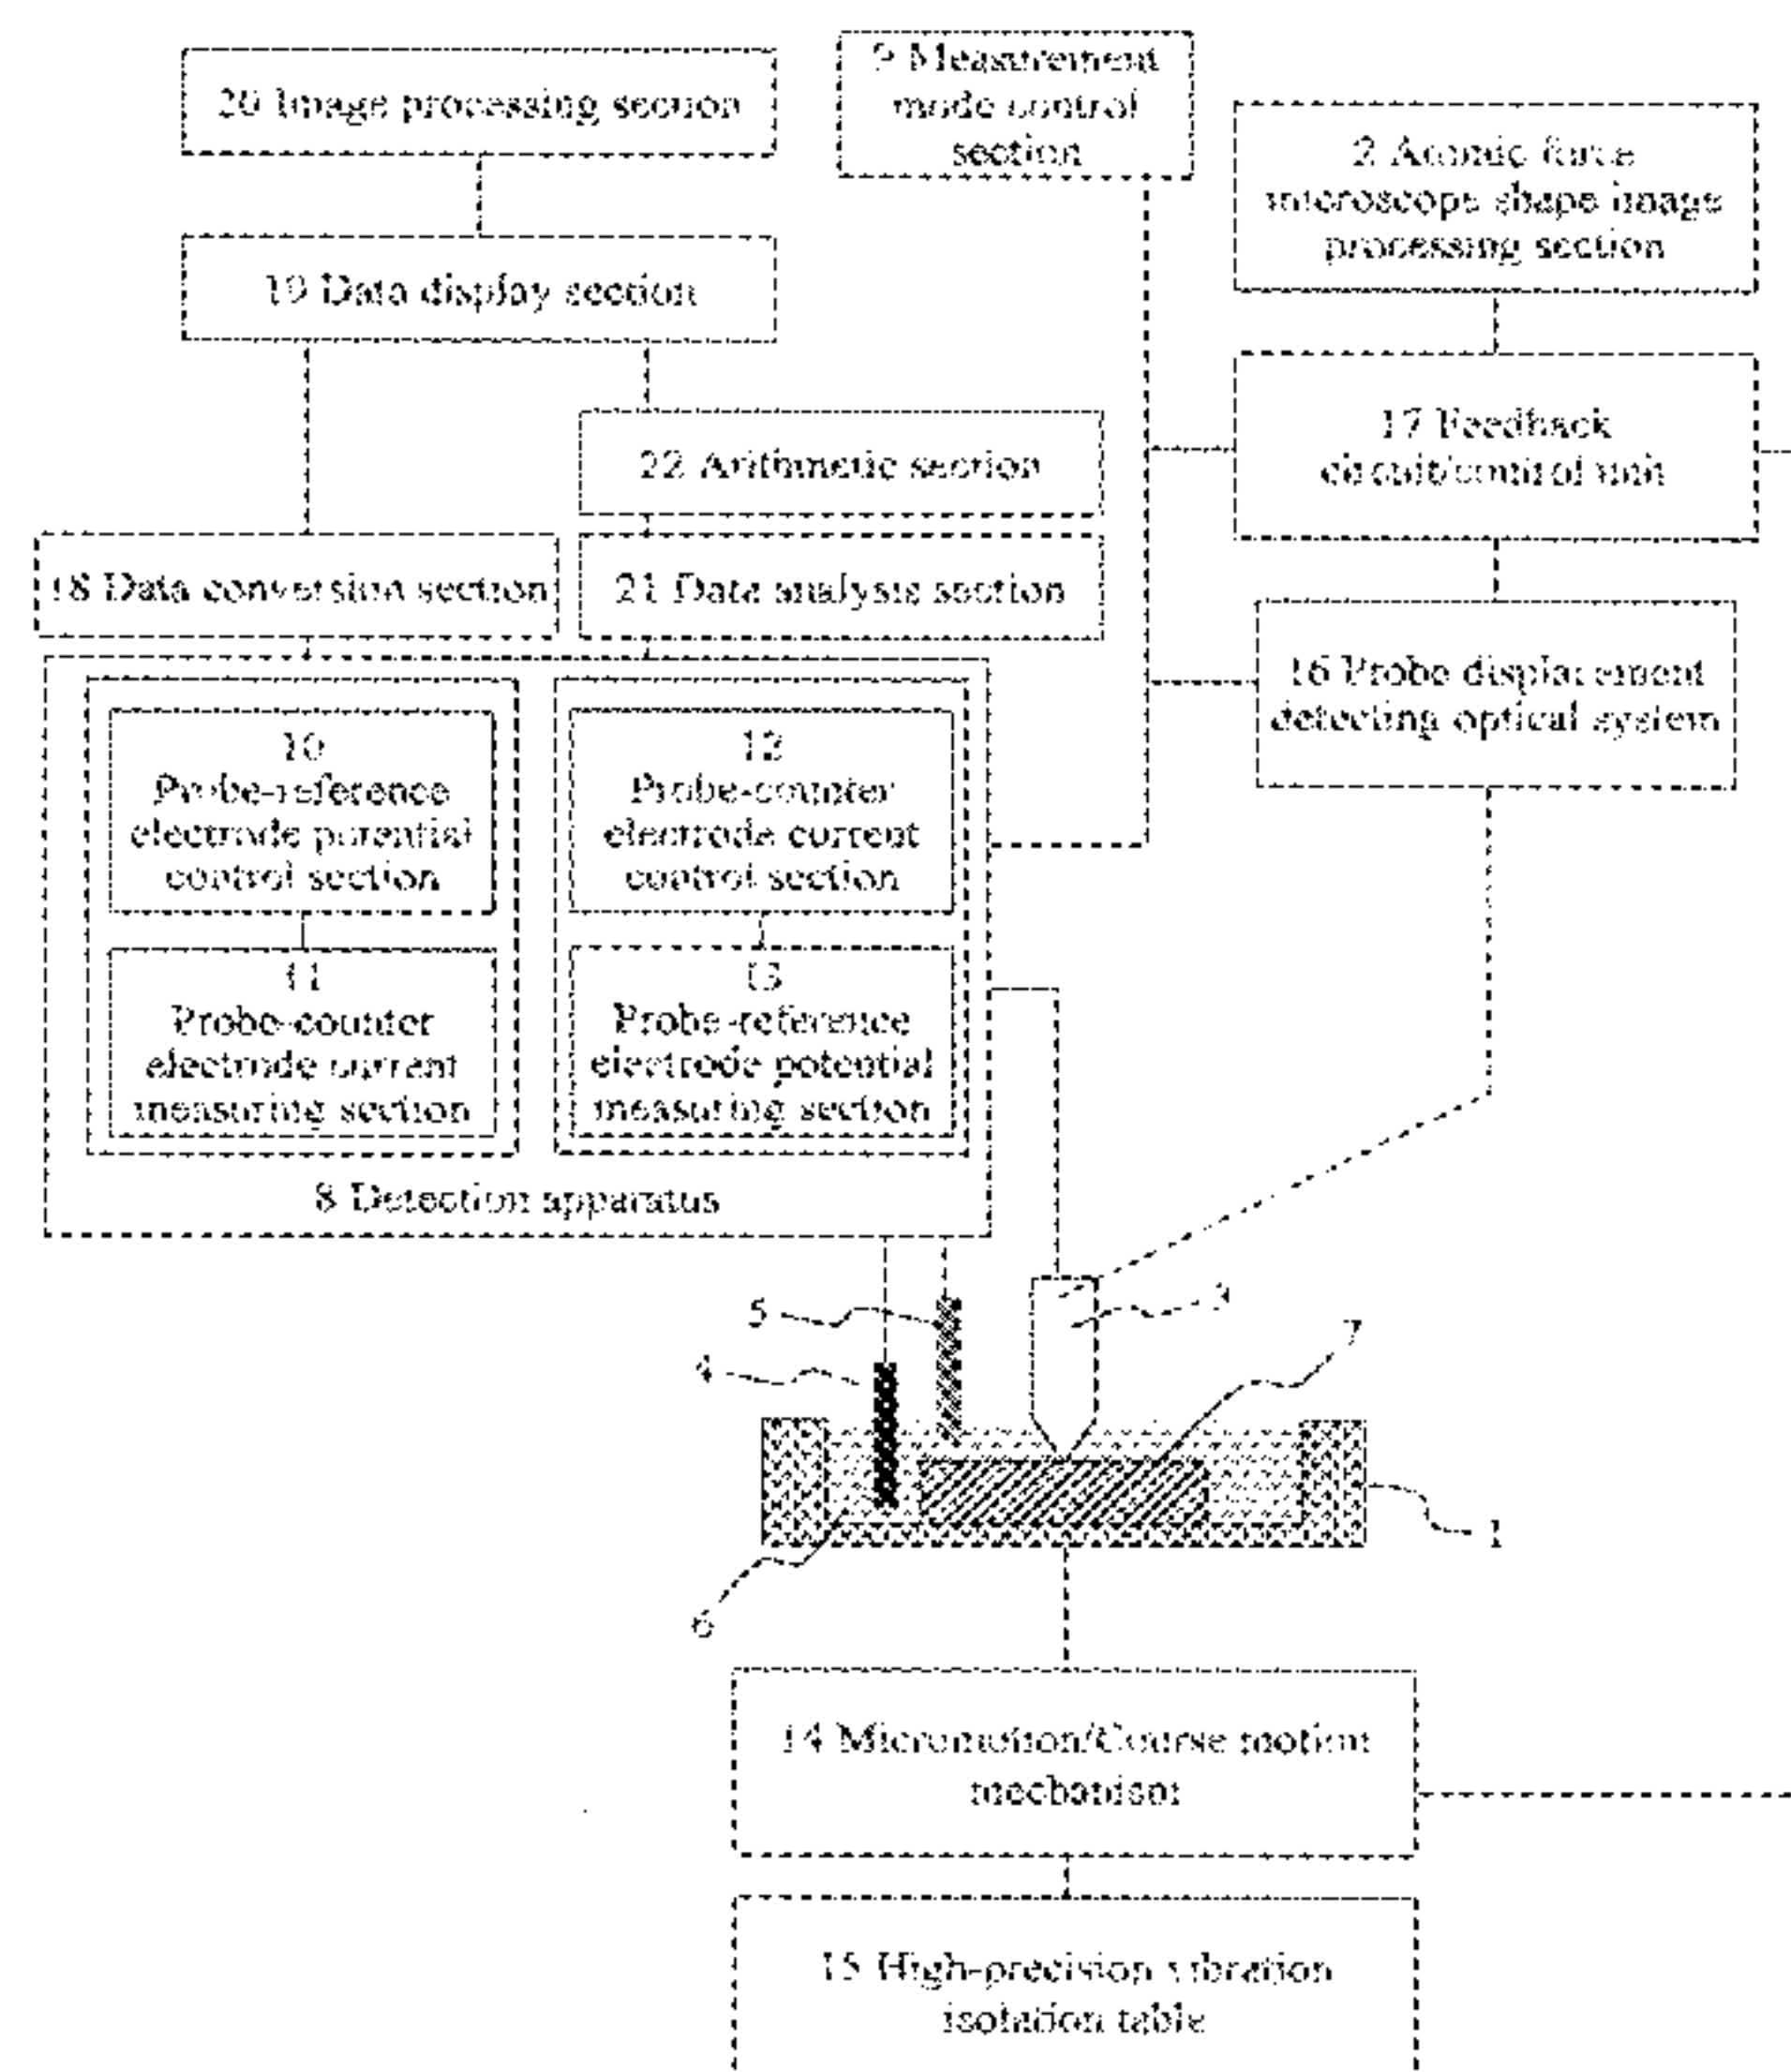 20 Image processing section
9 Measurement
mode control
section
2 Atomic force
microscope shape image
processing section
19 Data display section
17 Feedback
circuit/control unit
22 Arithmetic section
18 Data conversion section
21 Data analysis section
16 Probe displacement
detecting optical system
10
Probe-reference
electrode potential
control section
12
Probe-counter
electrode current
control section
11
Probe-counter
electrode current
measuring section
13
Probe-reference
electrode potential
measuring section
8 Detection apparatus
5
3
7
4
1
6
14 Micromotion/Course motion
mechanism
15 High-precision vibration
isolation table